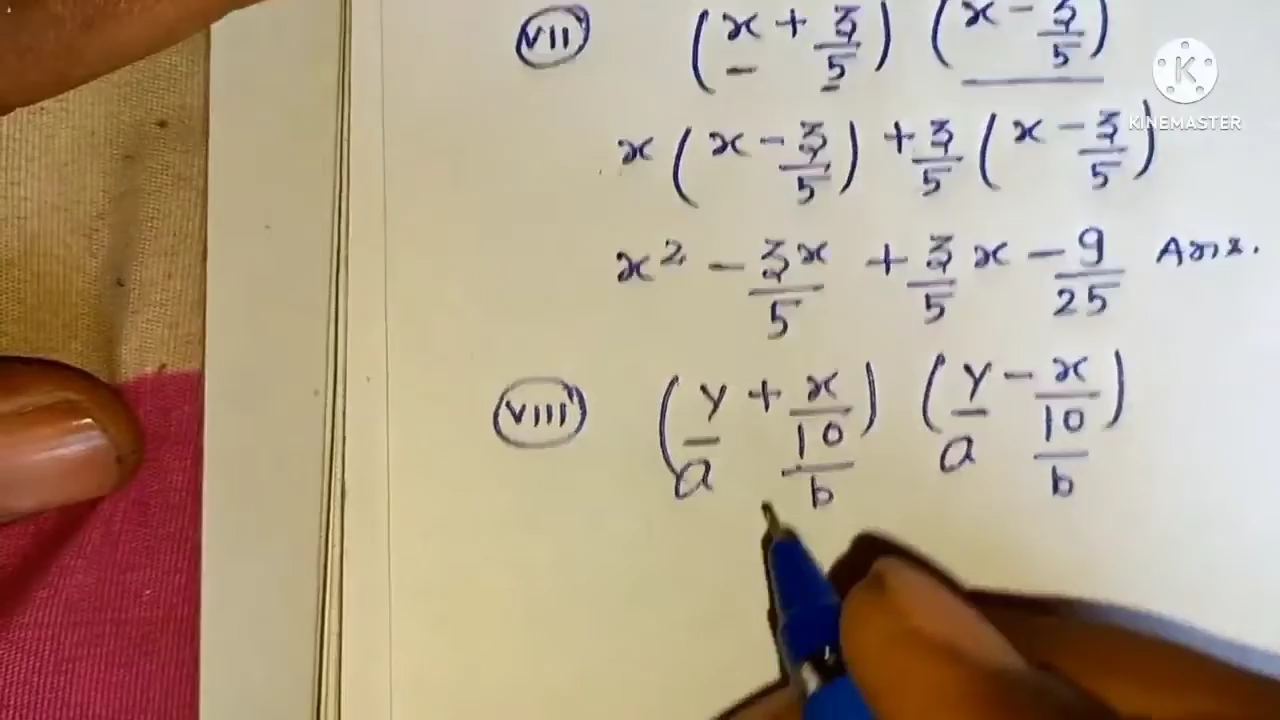 (vii) (x + 3/5) (x - 3/5)
x (x - 3/5) + 3/5 (x - 3/5)
x² - 3x/5 + 3/5 x - 9/25 Ans.
(viii) (y + x/10) (y - x/10)
a b a b
K
KINEMASTER